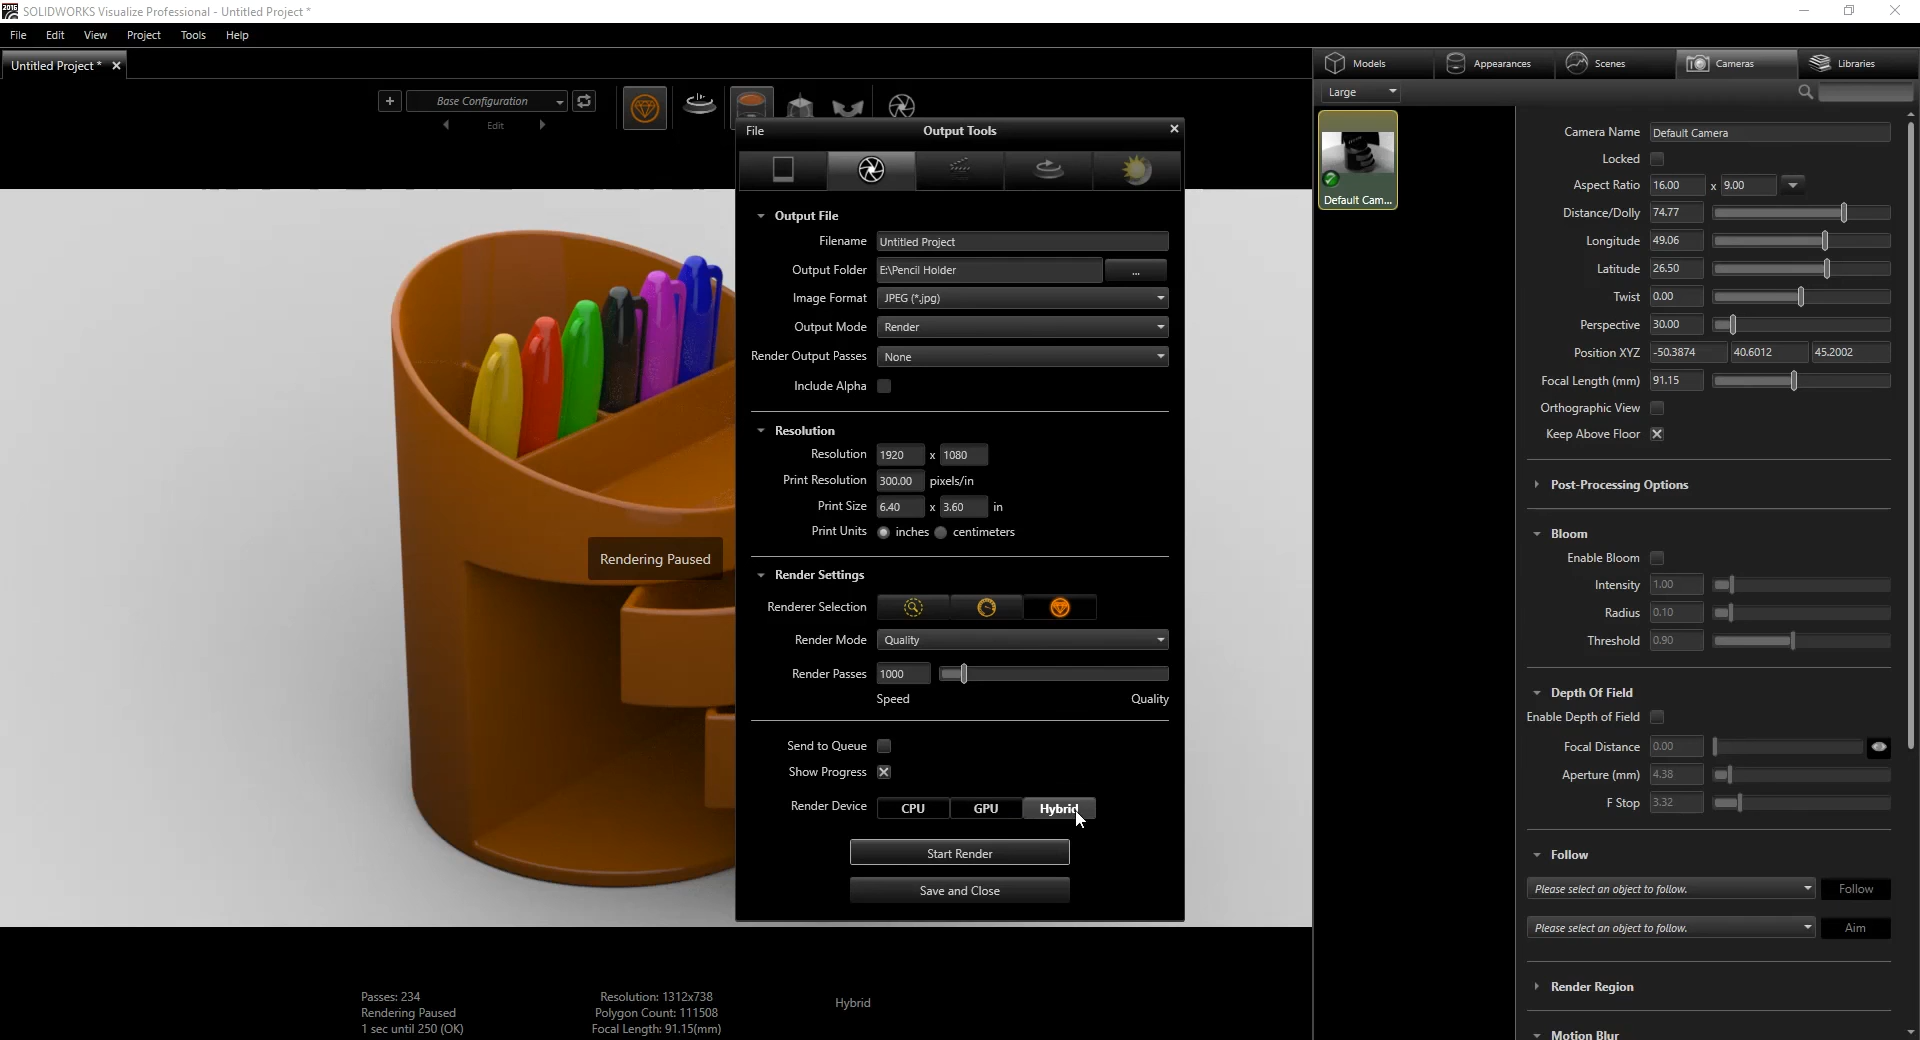 2016
SOLIDWORKS Visualize Professional - Untitled Project *
File Edit View Project Tools Help
Untitled Project *
Base Configuration
Edit
File
Output Tools
Output File
Filename Untitled Project
Output Folder E:\Pencil Holder ...
Image Format JPEG (*.jpg)
Output Mode Render
Render Output Passes None
Include Alpha
Resolution
Resolution 1920 x 1080
Print Resolution 300.00 pixels/in
Print Size 6.40 x 3.60 in
Print Units inches centimeters
Render Settings
Renderer Selection
Render Mode Quality
Render Passes 1000
Speed Quality
Send to Queue
Show Progress
Render Device CPU GPU Hybrid
Start Render
Save and Close
Rendering Paused
Passes: 234
Rendering Paused
1 sec until 250 (OK)
Resolution: 1312x738
Polygon Count: 111508
Focal Length: 91.15(mm)
Hybrid
Models Appearances Scenes Cameras Libraries
Large
Default Cam...
Camera Name Default Camera
Locked
Aspect Ratio 16.00 x 9.00
Distance/Dolly 74.77
Longitude 49.06
Latitude 26.50
Twist 0.00
Perspective 30.00
Position XYZ -50.3874 40.6012 45.2002
Focal Length (mm) 91.15
Orthographic View
Keep Above Floor
Post-Processing Options
Bloom
Enable Bloom
Intensity 1.00
Radius 0.10
Threshold 0.90
Depth Of Field
Enable Depth of Field
Focal Distance 0.00
Aperture (mm) 4.38
F Stop 3.32
Follow
Please select an object to follow. Follow
Please select an object to follow. Aim
Render Region
Motion Blur